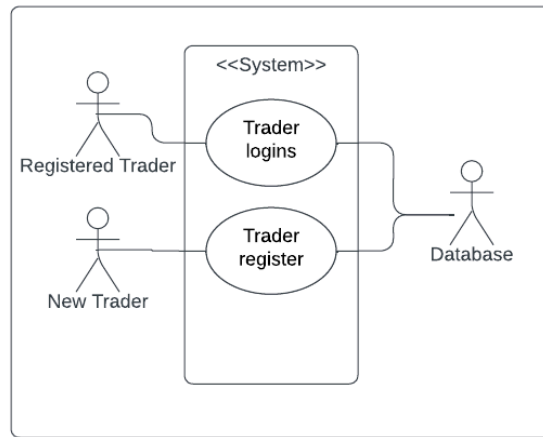 <<System>>
Trader
logins
Registered Trader
Trader
register
Database
New Trader